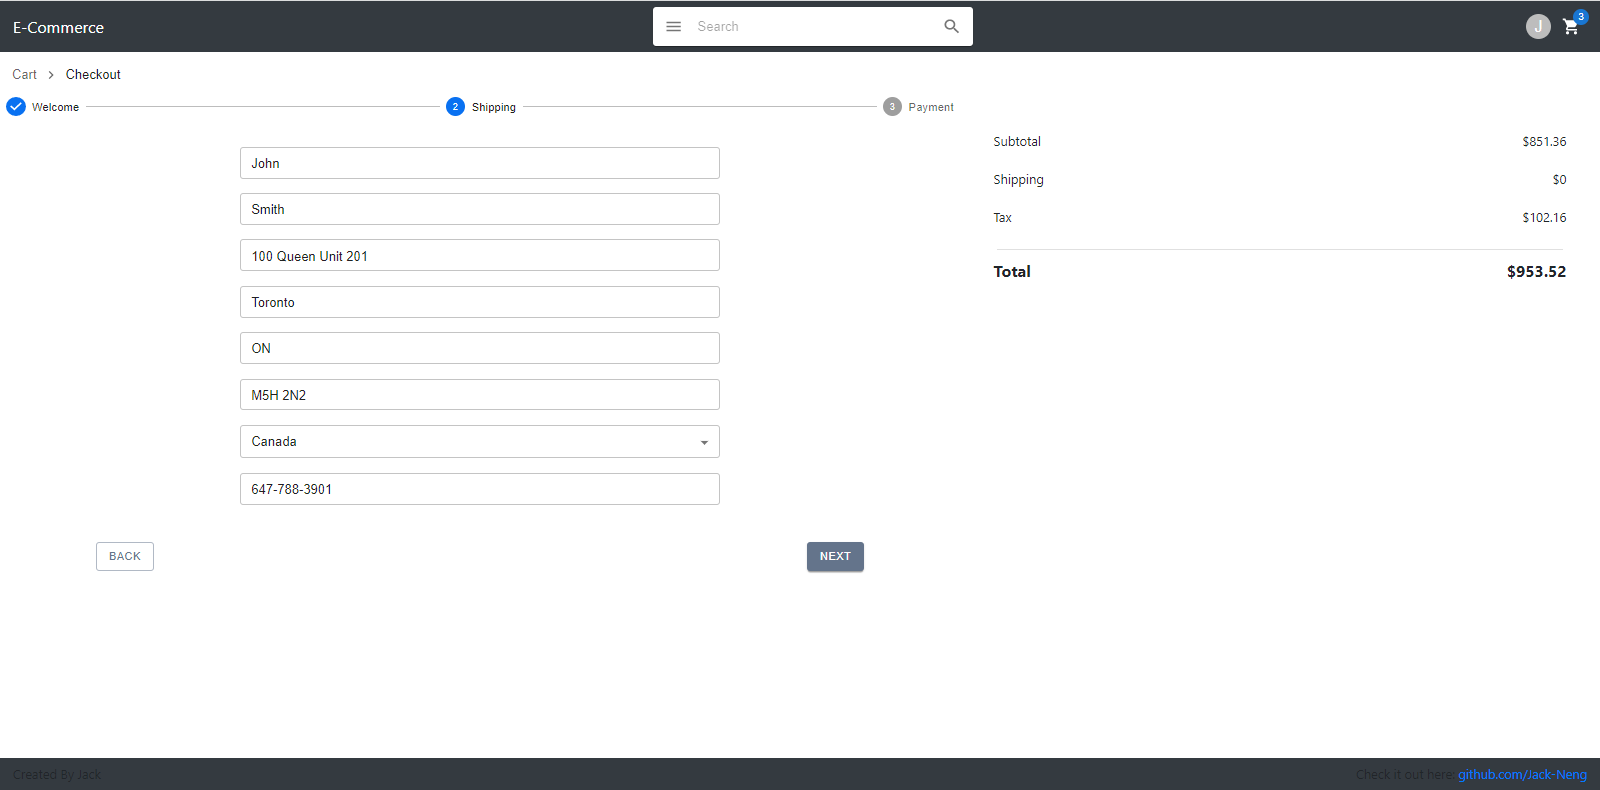 E-Commerce
Search
J
3
Cart
Checkout
Welcome
2
Shipping
3
Payment
John
Smith
100 Queen Unit 201
Toronto
ON
M5H 2N2
Canada
647-788-3901
BACK
NEXT
Subtotal $851.36
Shipping $0
Tax $102.16
Total $953.52
Created By Jack
Check it out here: github.com/Jack-Neng